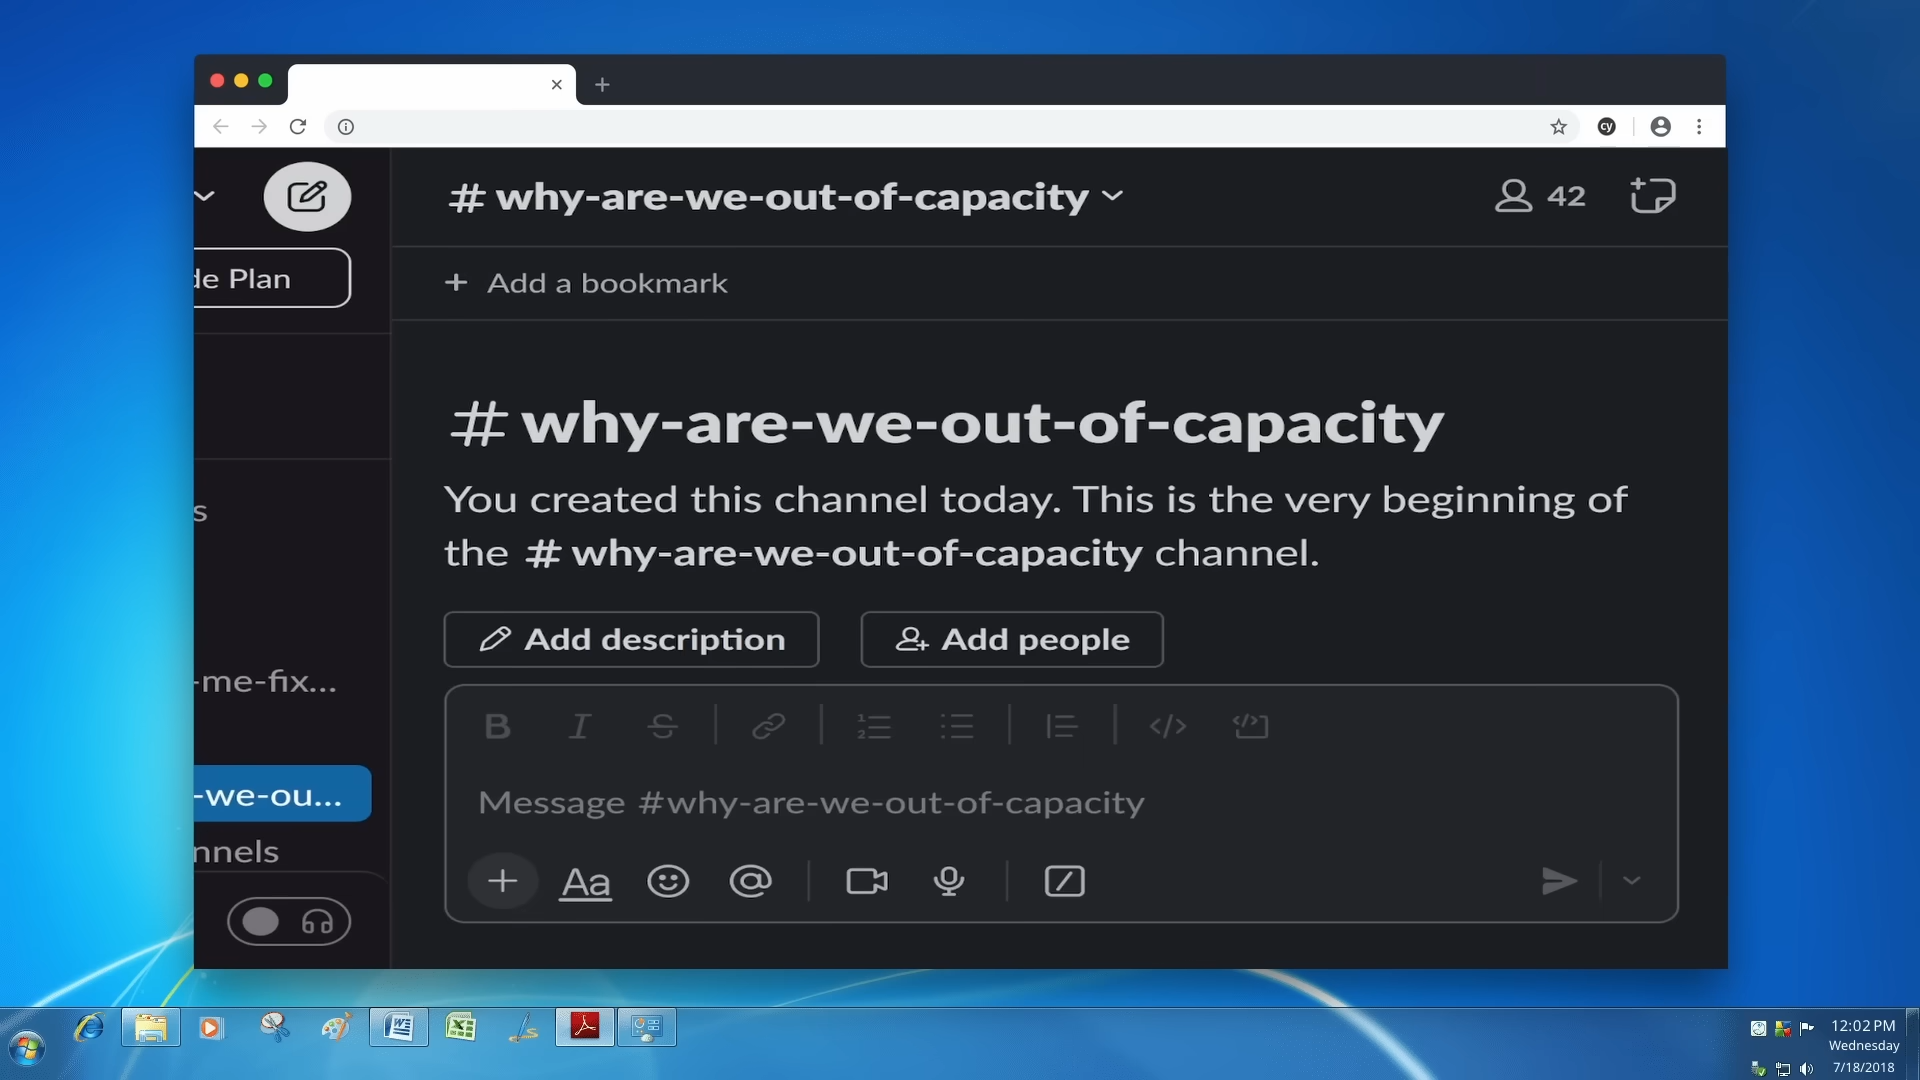 cy
# why-are-we-out-of-capacity
42
de Plan
+ Add a bookmark
# why-are-we-out-of-capacity
You created this channel today. This is the very beginning of
the # why-are-we-out-of-capacity channel.
s
Add description
Add people
-me-fix...
B I S
Message #why-are-we-out-of-capacity
-we-ou...
nnels
+ Aa @
12:02 PM
Wednesday
7/18/2018